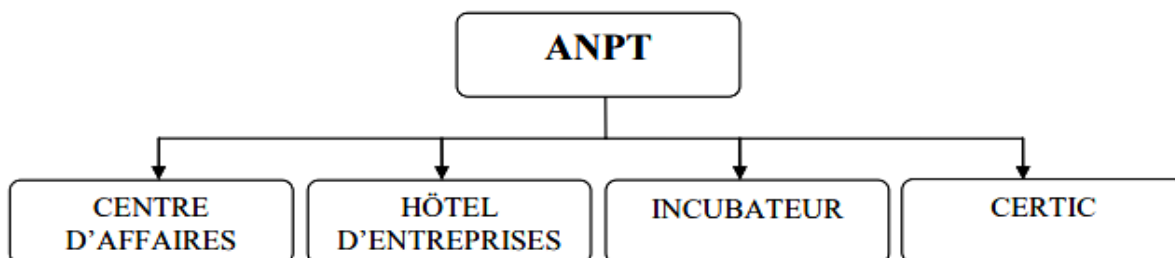 ANPT
CENTRE
D’AFFAIRES
HÖTEL
D’ENTREPRISES
INCUBATEUR
CERTIC